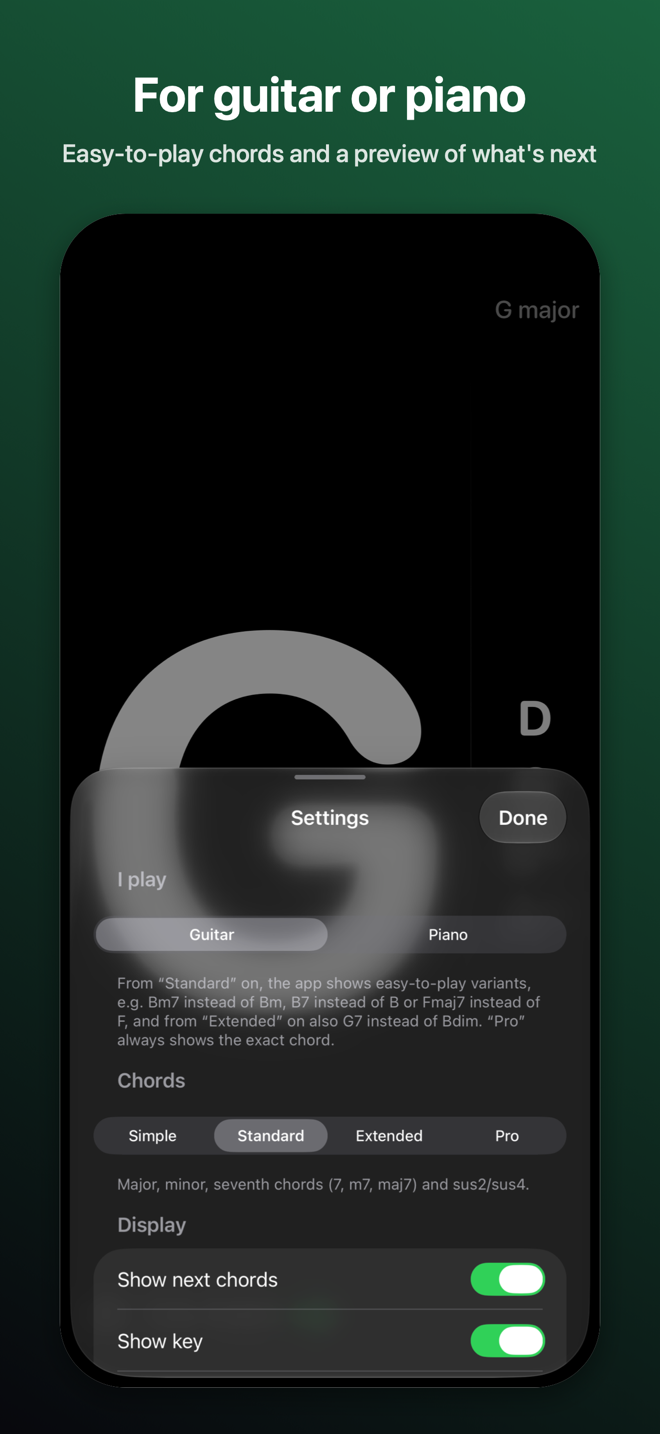 For guitar or piano
Easy-to-play chords and a preview of what's next
G major
G
D
Settings
Done
I play
Guitar
Piano
From “Standard” on, the app shows easy-to-play variants,
e.g. Bm7 instead of Bm, B7 instead of B or Fmaj7 instead of
F, and from “Extended” on also G7 instead of Bdim. “Pro”
always shows the exact chord.
Chords
Simple
Standard
Extended
Pro
Major, minor, seventh chords (7, m7, maj7) and sus2/sus4.
Display
Show next chords
Show key